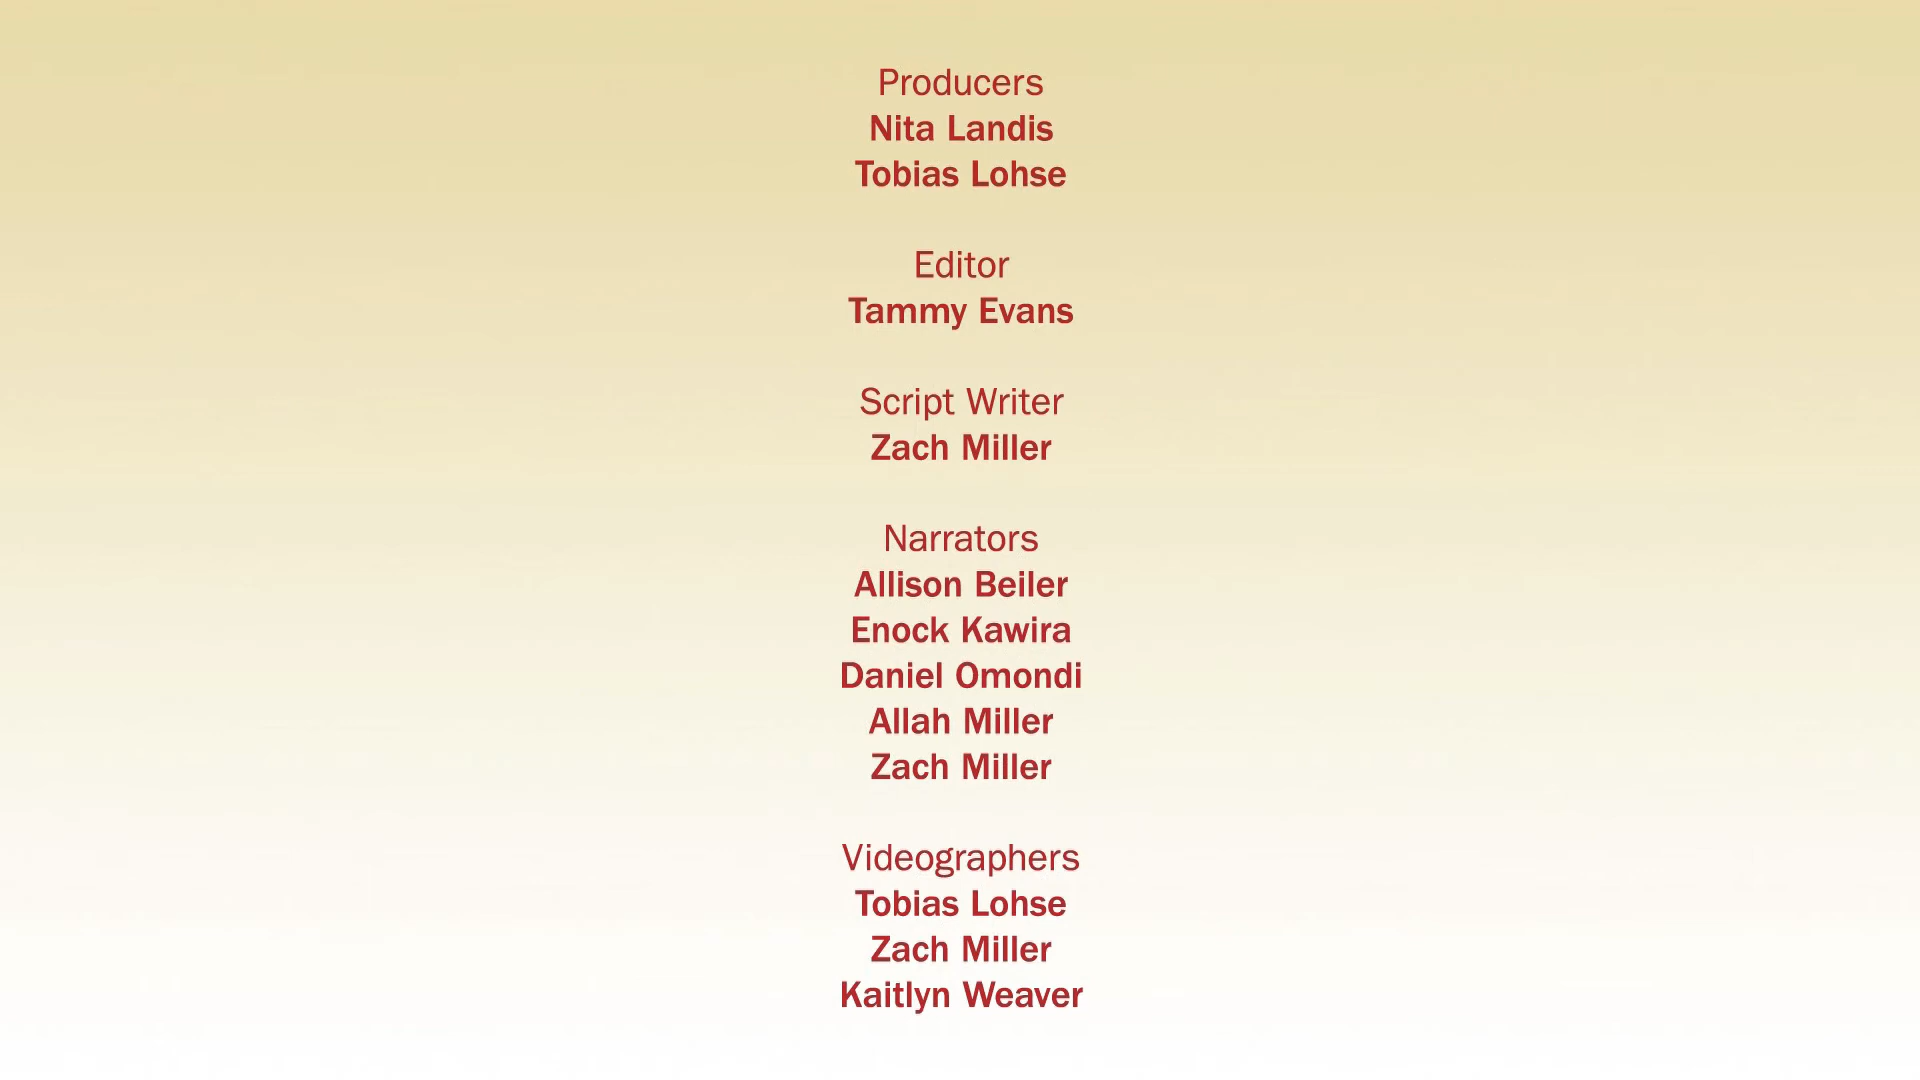 Producers
Nita Landis
Tobias Lohse
Editor
Tammy Evans
Script Writer
Zach Miller
Narrators
Allison Beiler
Enock Kawira
Daniel Omondi
Allah Miller
Zach Miller
Videographers
Tobias Lohse
Zach Miller
Kaitlyn Weaver